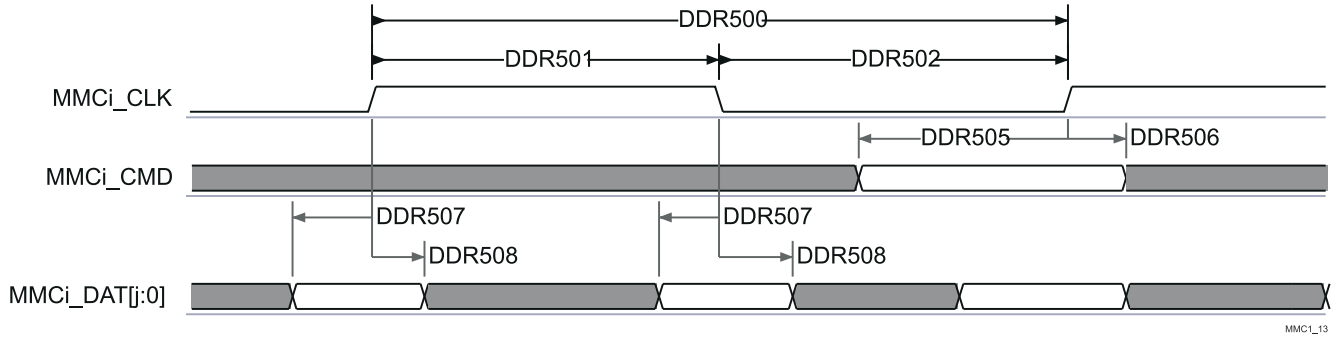 DDR500
DDR501 DDR502
MMCi_CLK
DDR505 DDR506
MMCi_CMD
DDR507 DDR507
DDR508 DDR508
MMCi_DAT[j:0]
MMC1_13